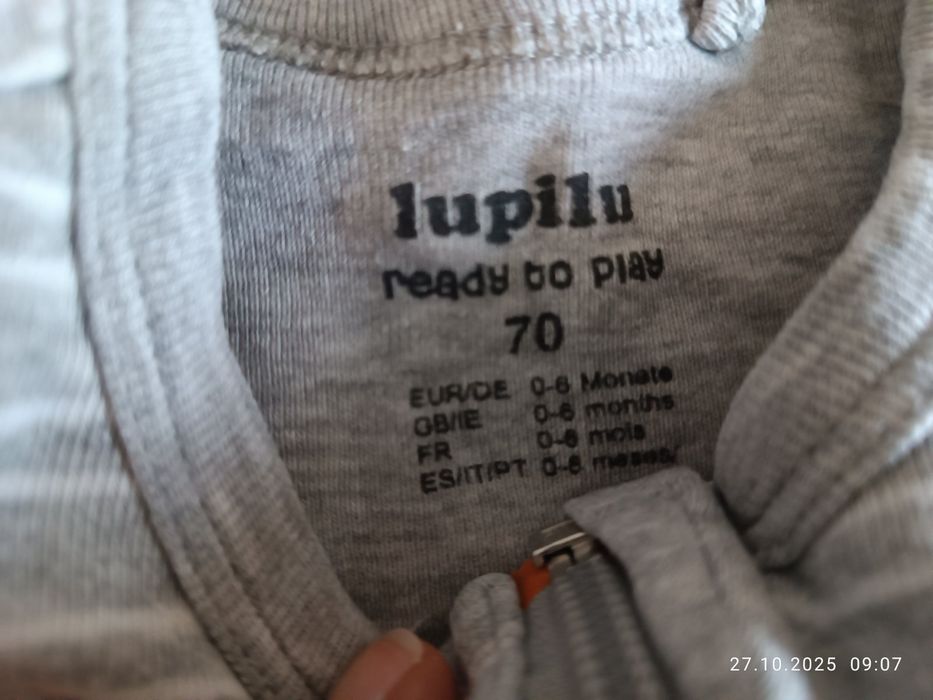 lupilu
ready to play
70
EUR/DE 0-6 Monate
GB/IE 0-6 months
FR 0-6 mois
ES/IT/PT 0-6 meses/
27.10.2025 09:07